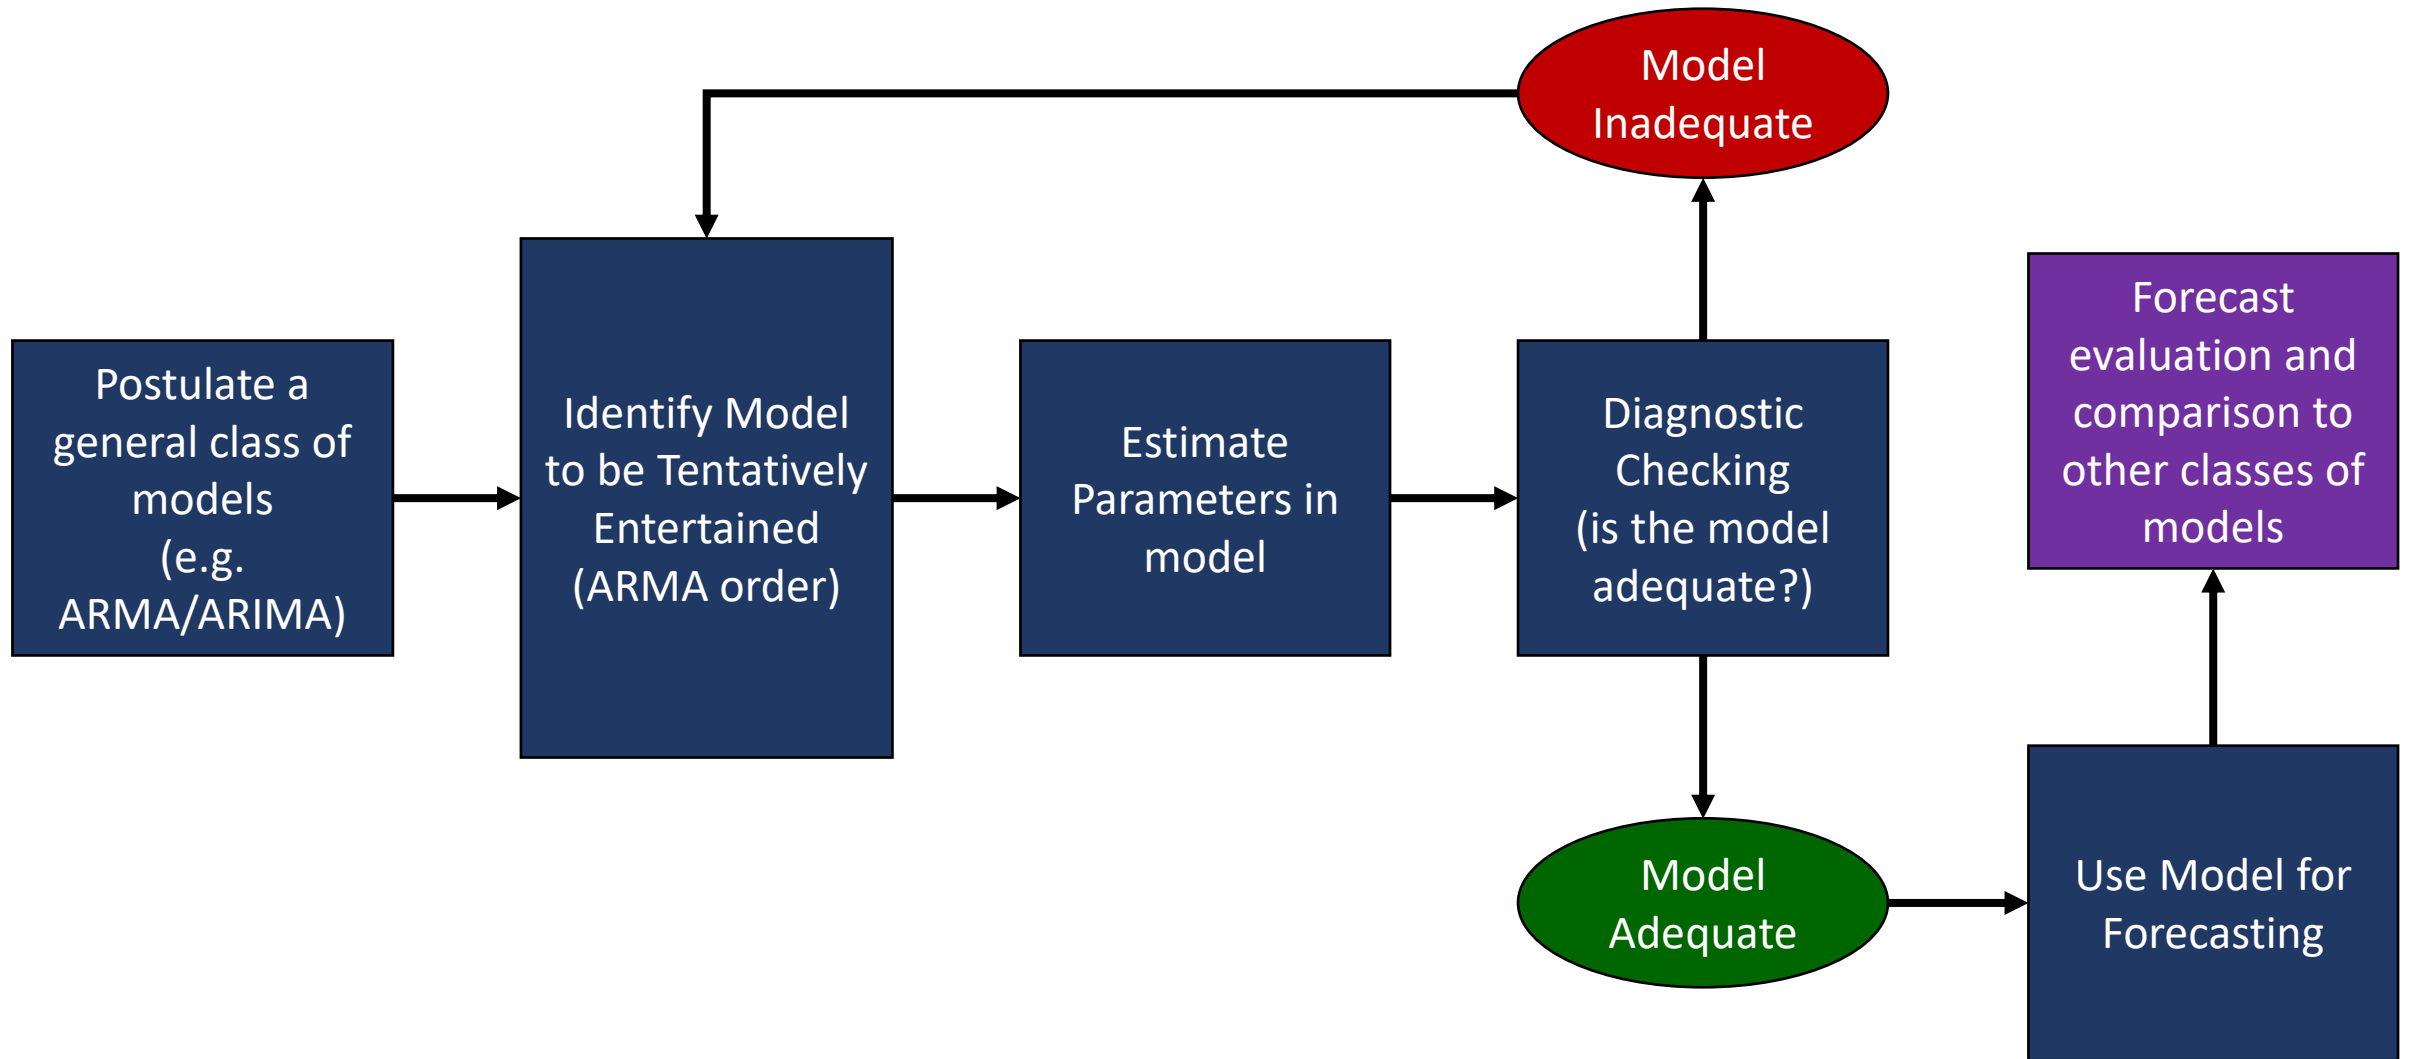 Postulate a
general class of
models
(e.g.
ARMA/ARIMA)
Identify Model
to be Tentatively
Entertained
(ARMA order)
Estimate
Parameters in
model
Diagnostic
Checking
(is the model
adequate?)
Model
Inadequate
Model
Adequate
Use Model for
Forecasting
Forecast
evaluation and
comparison to
other classes of
models